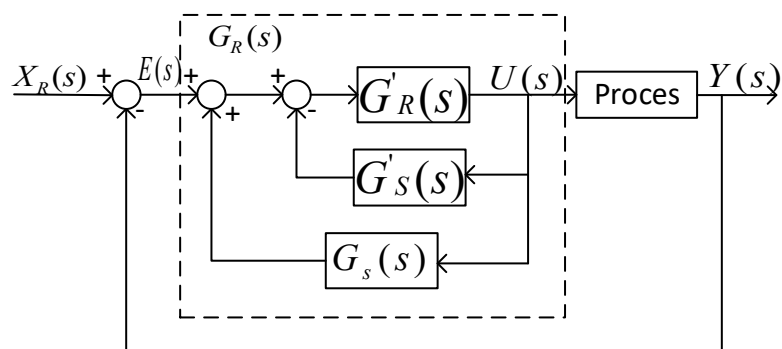 G_R(s)
X_R(s) + - E(s) + + + - G'_R(s) U(s) Proces Y(s)
G'_S(s)
G_s(s)